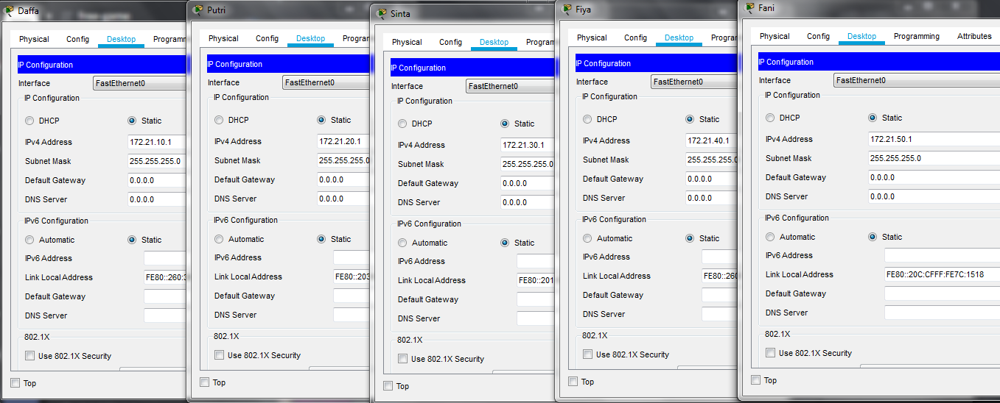 Daffa
Physical Config Desktop
IP Configuration
Interface FastEthernet0
IP Configuration
DHCP Static
IPv4 Address 172.21.10.1
Subnet Mask 255.255.255.0
Default Gateway 0.0.0.0
DNS Server 0.0.0.0
IPv6 Configuration
Automatic Static
IPv6 Address
Link Local Address FE80::260:
Default Gateway
DNS Server
802.1X
Use 802.1X Security
Top
Putri
Physical Config Desktop
IP Configuration
Interface FastEthernet0
IP Configuration
DHCP Static
IPv4 Address 172.21.20.1
Subnet Mask 255.255.255.0
Default Gateway 0.0.0.0
DNS Server 0.0.0.0
IPv6 Configuration
Automatic Static
IPv6 Address
Link Local Address FE80::203
Default Gateway
DNS Server
802.1X
Use 802.1X Security
Top
Sinta
Physical Config Desktop
IP Configuration
Interface FastEthernet0
IP Configuration
DHCP Static
IPv4 Address 172.21.30.1
Subnet Mask 255.255.255.0
Default Gateway 0.0.0.0
DNS Server 0.0.0.0
IPv6 Configuration
Automatic Static
IPv6 Address
Link Local Address FE80::201
Default Gateway
DNS Server
802.1X
Use 802.1X Security
Top
Fiya
Physical Config Desktop
IP Configuration
Interface FastEthernet0
IP Configuration
DHCP Static
IPv4 Address 172.21.40.1
Subnet Mask 255.255.255.0
Default Gateway 0.0.0.0
DNS Server 0.0.0.0
IPv6 Configuration
Automatic Static
IPv6 Address
Link Local Address FE80::260
Default Gateway
DNS Server
802.1X
Use 802.1X Security
Top
Fani
Physical Config Desktop Programming Attributes
IP Configuration
Interface FastEthernet0
IP Configuration
DHCP Static
IPv4 Address 172.21.50.1
Subnet Mask 255.255.255.0
Default Gateway 0.0.0.0
DNS Server 0.0.0.0
IPv6 Configuration
Automatic Static
IPv6 Address
Link Local Address FE80::20C:CFFF:FE7C:1518
Default Gateway
DNS Server
802.1X
Use 802.1X Security
Top